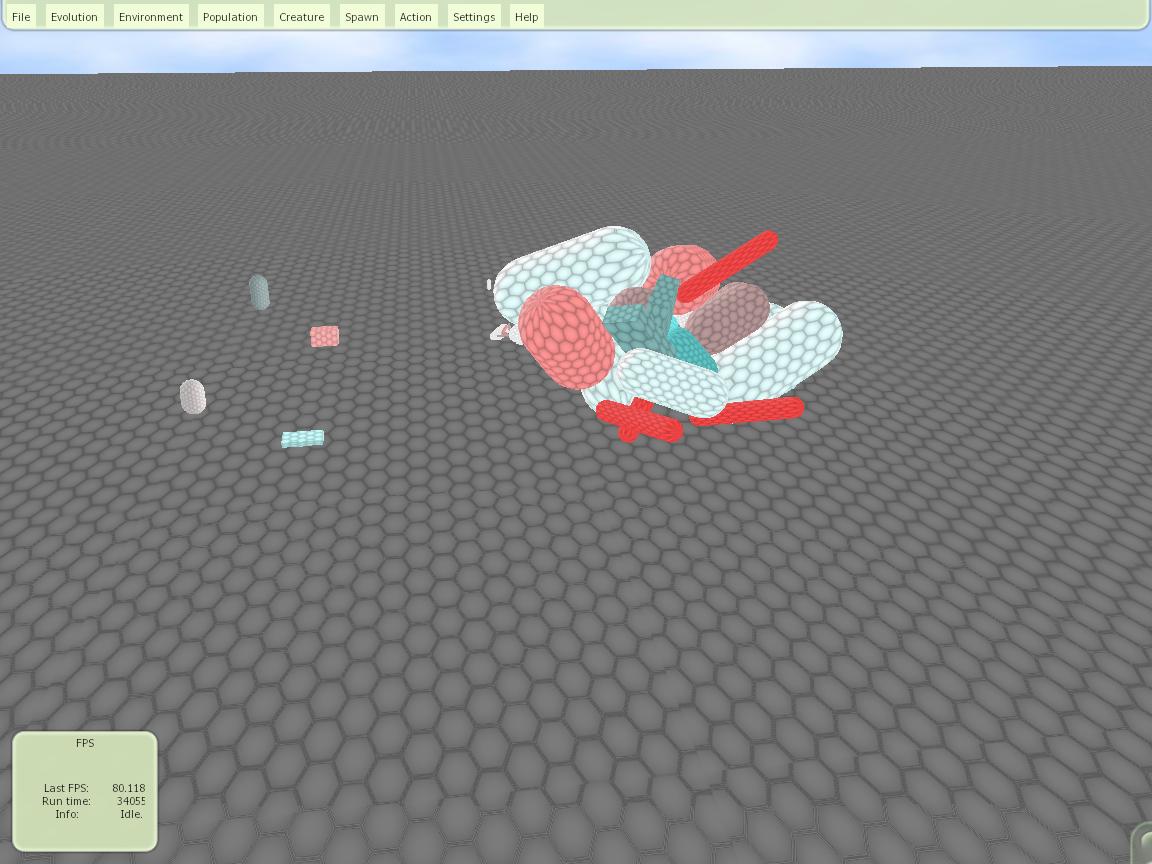 File Evolution Environment Population Creature Spawn Action Settings Help
FPS
Last FPS: 80.118
Run time: 34055
Info: Idle.